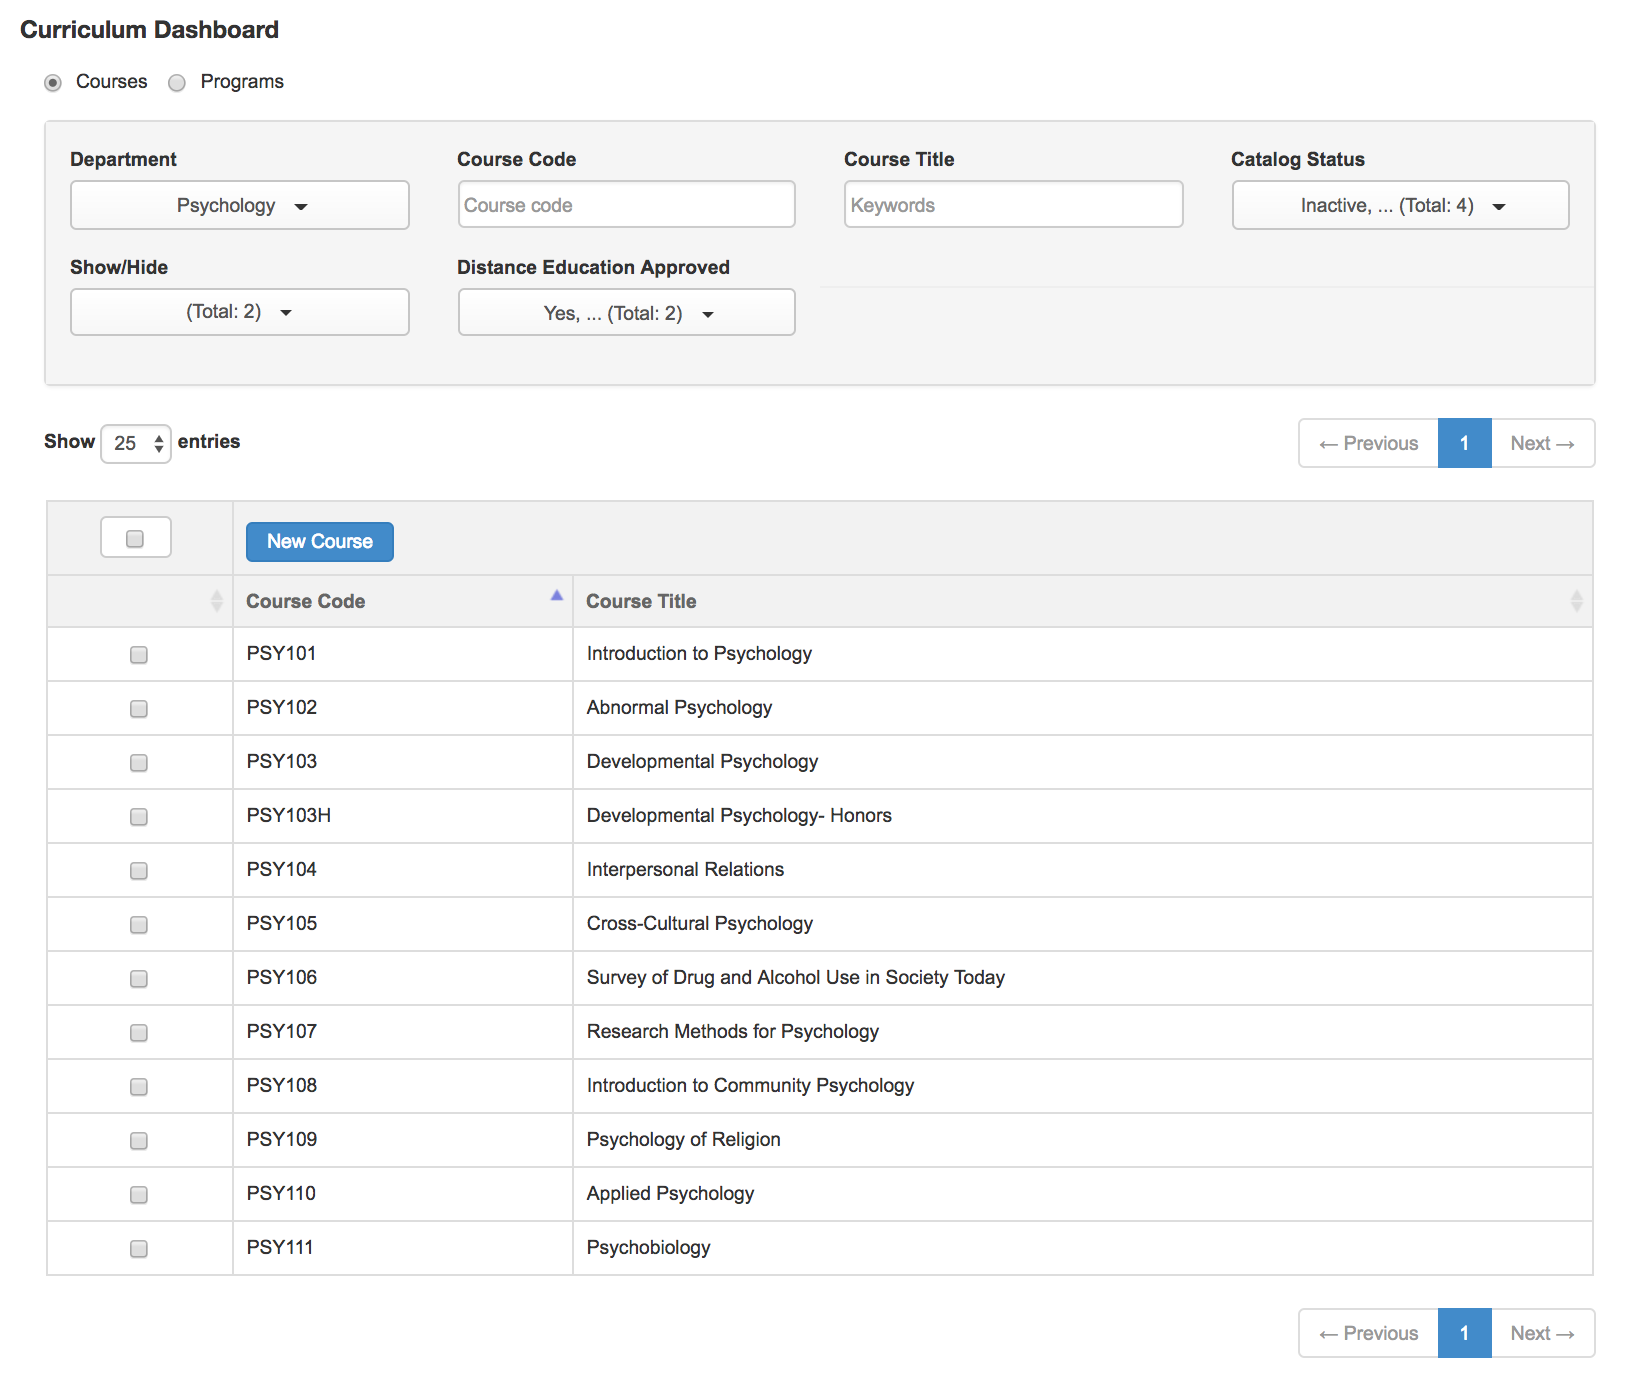 Curriculum Dashboard
Courses Programs
Department Course Code Course Title Catalog Status
Psychology Course code Keywords Inactive, ... (Total: 4)
Show/Hide Distance Education Approved
(Total: 2) Yes, ... (Total: 2)
Show 25 entries ← Previous 1 Next →
New Course
Course Code Course Title
PSY101 Introduction to Psychology
PSY102 Abnormal Psychology
PSY103 Developmental Psychology
PSY103H Developmental Psychology- Honors
PSY104 Interpersonal Relations
PSY105 Cross-Cultural Psychology
PSY106 Survey of Drug and Alcohol Use in Society Today
PSY107 Research Methods for Psychology
PSY108 Introduction to Community Psychology
PSY109 Psychology of Religion
PSY110 Applied Psychology
PSY111 Psychobiology
← Previous 1 Next →